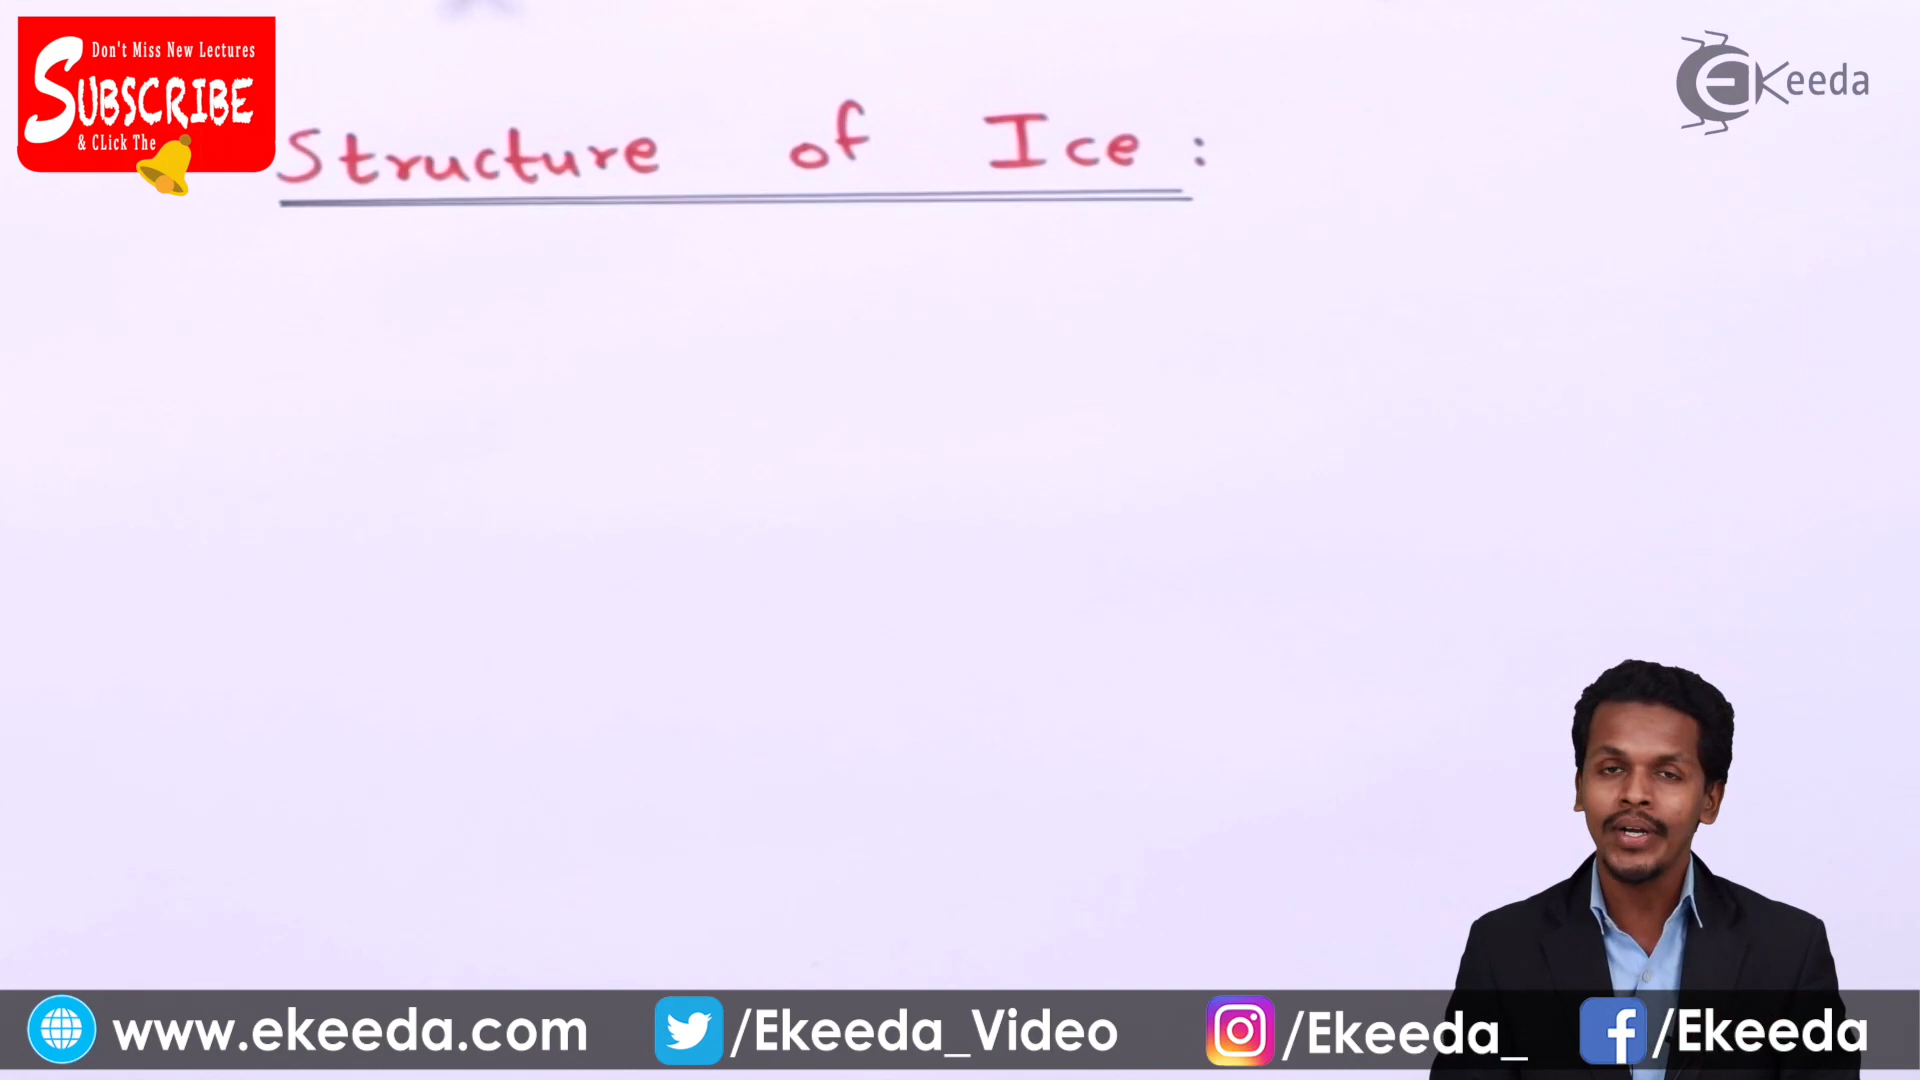 Don't Miss New Lectures
SUBSCRIBE
& CLick The
EKeeda
Structure of Ice :
www.ekeeda.com /Ekeeda_Video /Ekeeda_ /Ekeeda